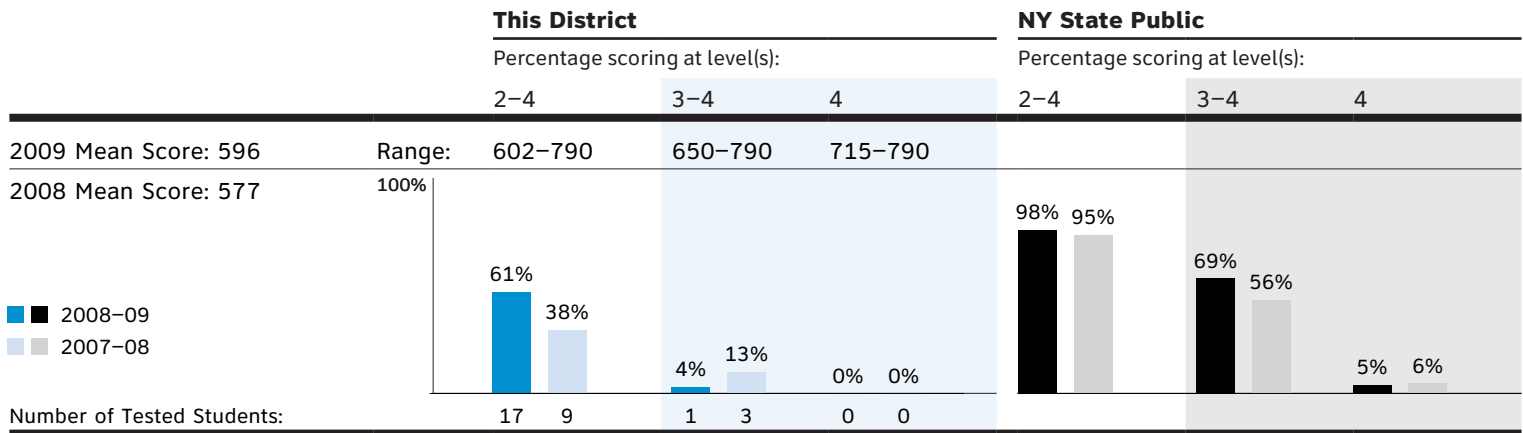 This District NY State Public
Percentage scoring at level(s): Percentage scoring at level(s):
2–4 3–4 4 2–4 3–4 4
2009 Mean Score: 596 Range: 602–790 650–790 715–790
2008 Mean Score: 577 100%
98% 95%
61% 69% 56%
2008–09 38%
2007–08 4% 13% 0% 0% 5% 6%
Number of Tested Students: 17 9 1 3 0 0